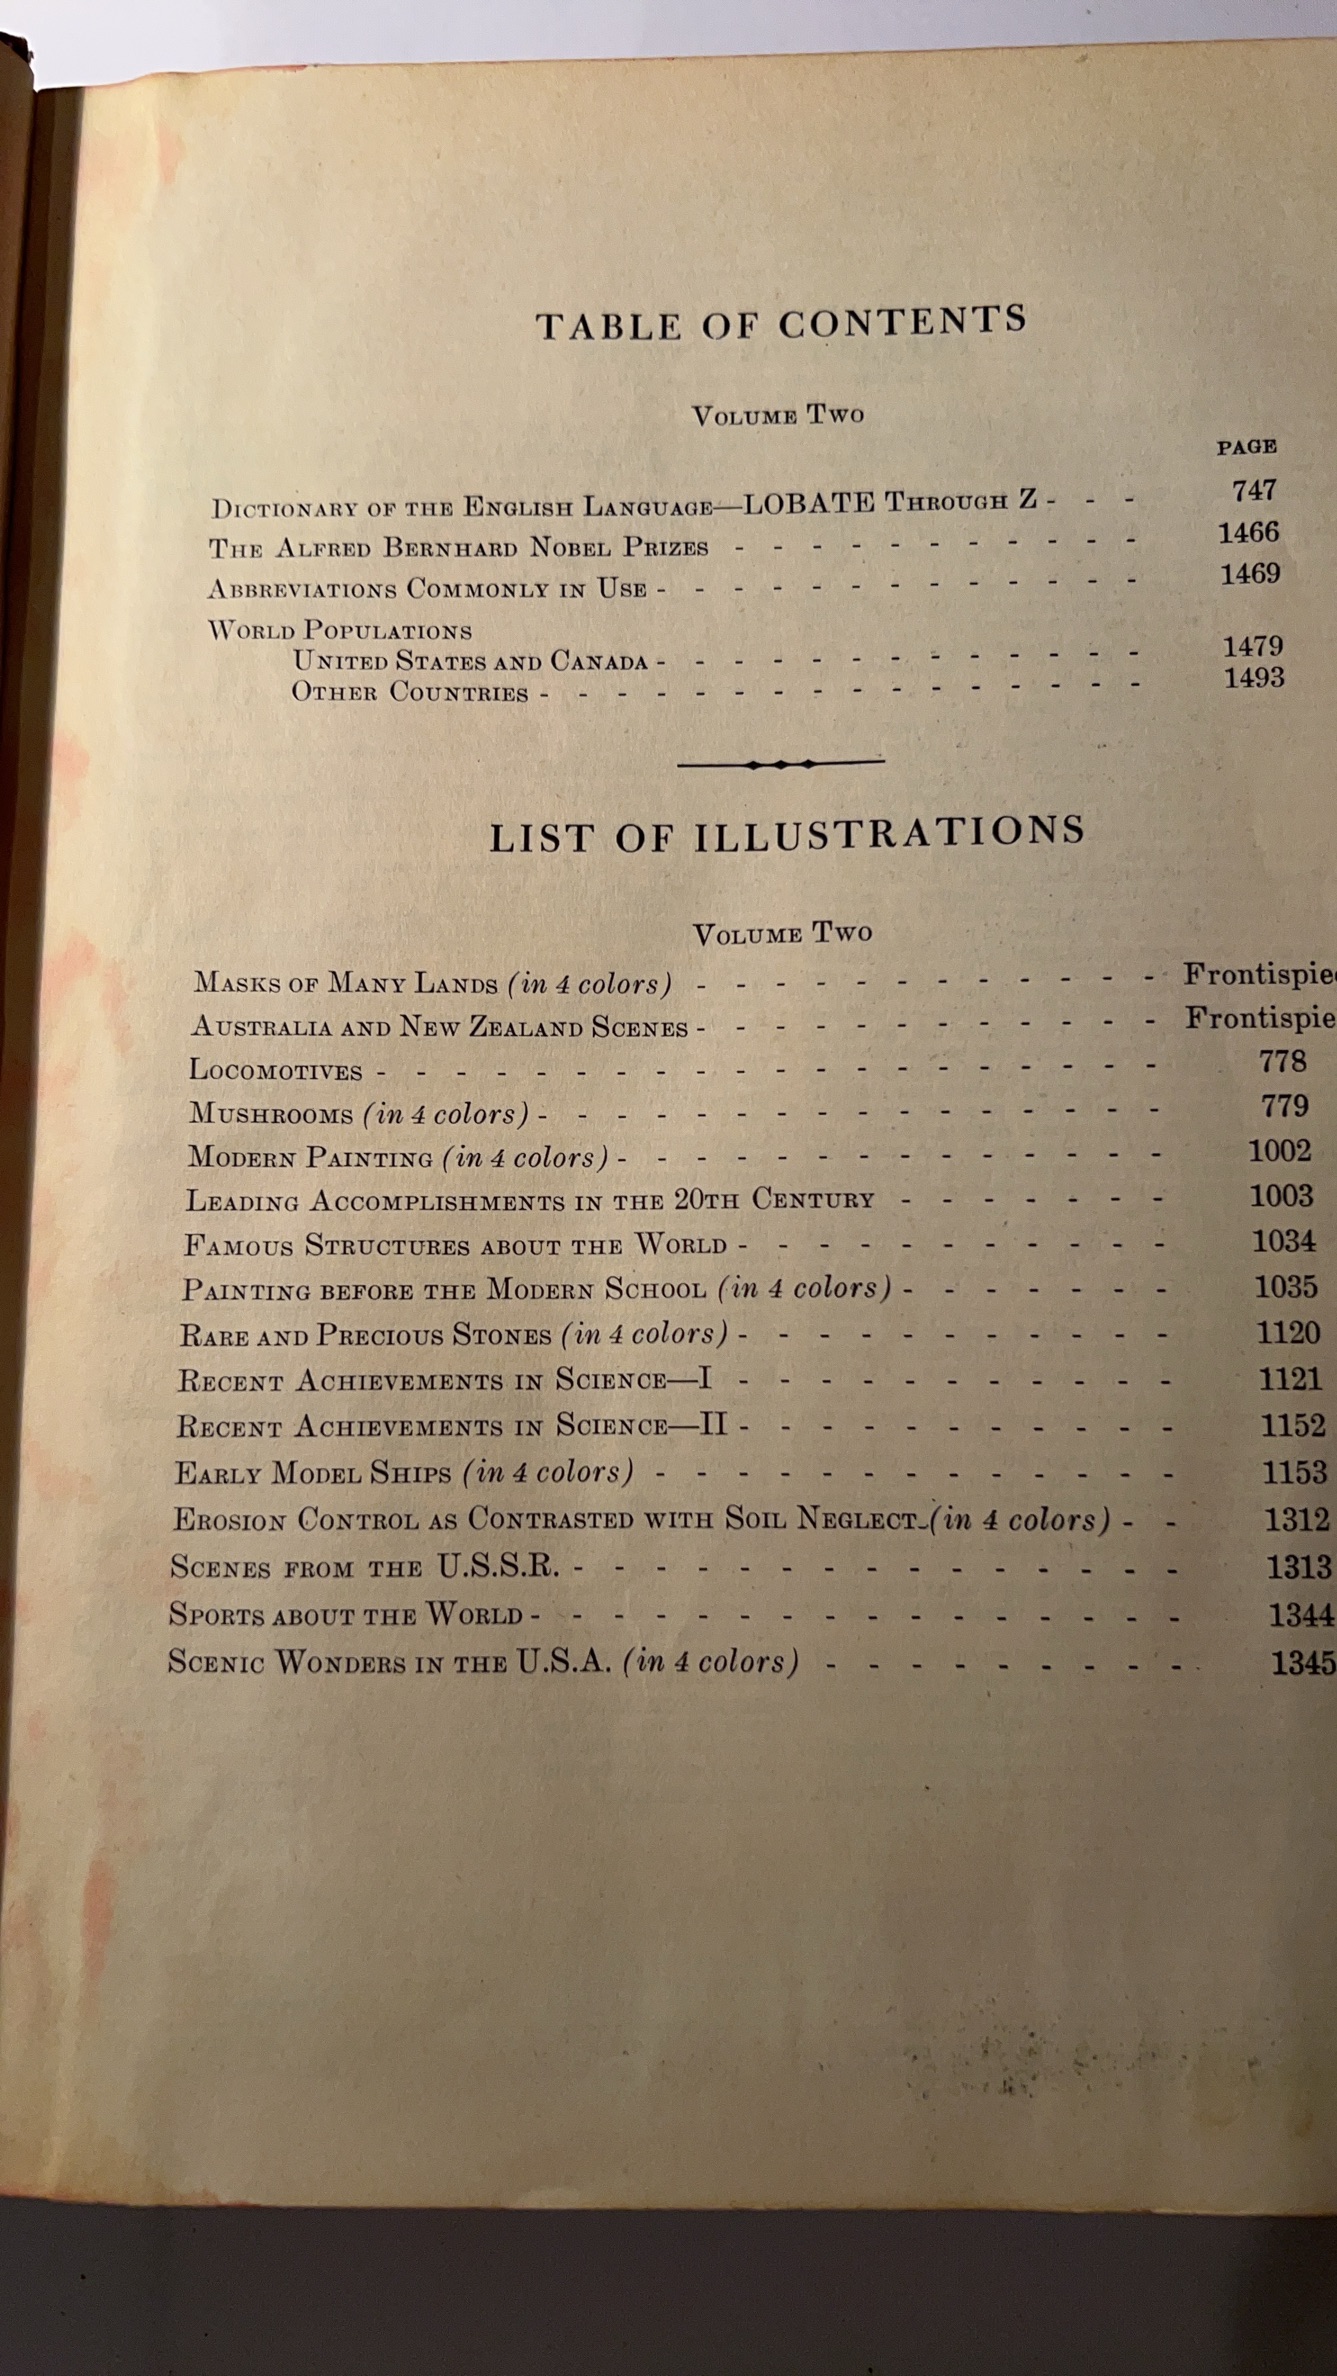 TABLE OF CONTENTS
VOLUME TWO
PAGE
DICTIONARY OF THE ENGLISH LANGUAGE—LOBATE THROUGH Z - - - 747
THE ALFRED BERNHARD NOBEL PRIZES - - - - - - - - - - - 1466
ABBREVIATIONS COMMONLY IN USE - - - - - - - - - - - - - 1469
WORLD POPULATIONS
UNITED STATES AND CANADA - - - - - - - - - - - - - 1479
OTHER COUNTRIES - - - - - - - - - - - - - - - - 1493
LIST OF ILLUSTRATIONS
VOLUME TWO
MASKS OF MANY LANDS (in 4 colors) - - - - - - - - - - - - Frontispiec
AUSTRALIA AND NEW ZEALAND SCENES - - - - - - - - - - - - Frontispie
LOCOMOTIVES - - - - - - - - - - - - - - - - - - - - 778
MUSHROOMS (in 4 colors) - - - - - - - - - - - - - - - - 779
MODERN PAINTING (in 4 colors) - - - - - - - - - - - - - - 1002
LEADING ACCOMPLISHMENTS IN THE 20TH CENTURY - - - - - - - 1003
FAMOUS STRUCTURES ABOUT THE WORLD - - - - - - - - - - - 1034
PAINTING BEFORE THE MODERN SCHOOL (in 4 colors) - - - - - - - 1035
RARE AND PRECIOUS STONES (in 4 colors) - - - - - - - - - - - 1120
RECENT ACHIEVEMENTS IN SCIENCE—I - - - - - - - - - - - 1121
RECENT ACHIEVEMENTS IN SCIENCE—II - - - - - - - - - - - 1152
EARLY MODEL SHIPS (in 4 colors) - - - - - - - - - - - - - 1153
EROSION CONTROL AS CONTRASTED WITH SOIL NEGLECT (in 4 colors) - - 1312
SCENES FROM THE U.S.S.R. - - - - - - - - - - - - - - - 1313
SPORTS ABOUT THE WORLD - - - - - - - - - - - - - - - - 1344
SCENIC WONDERS IN THE U.S.A. (in 4 colors) - - - - - - - - - 1345